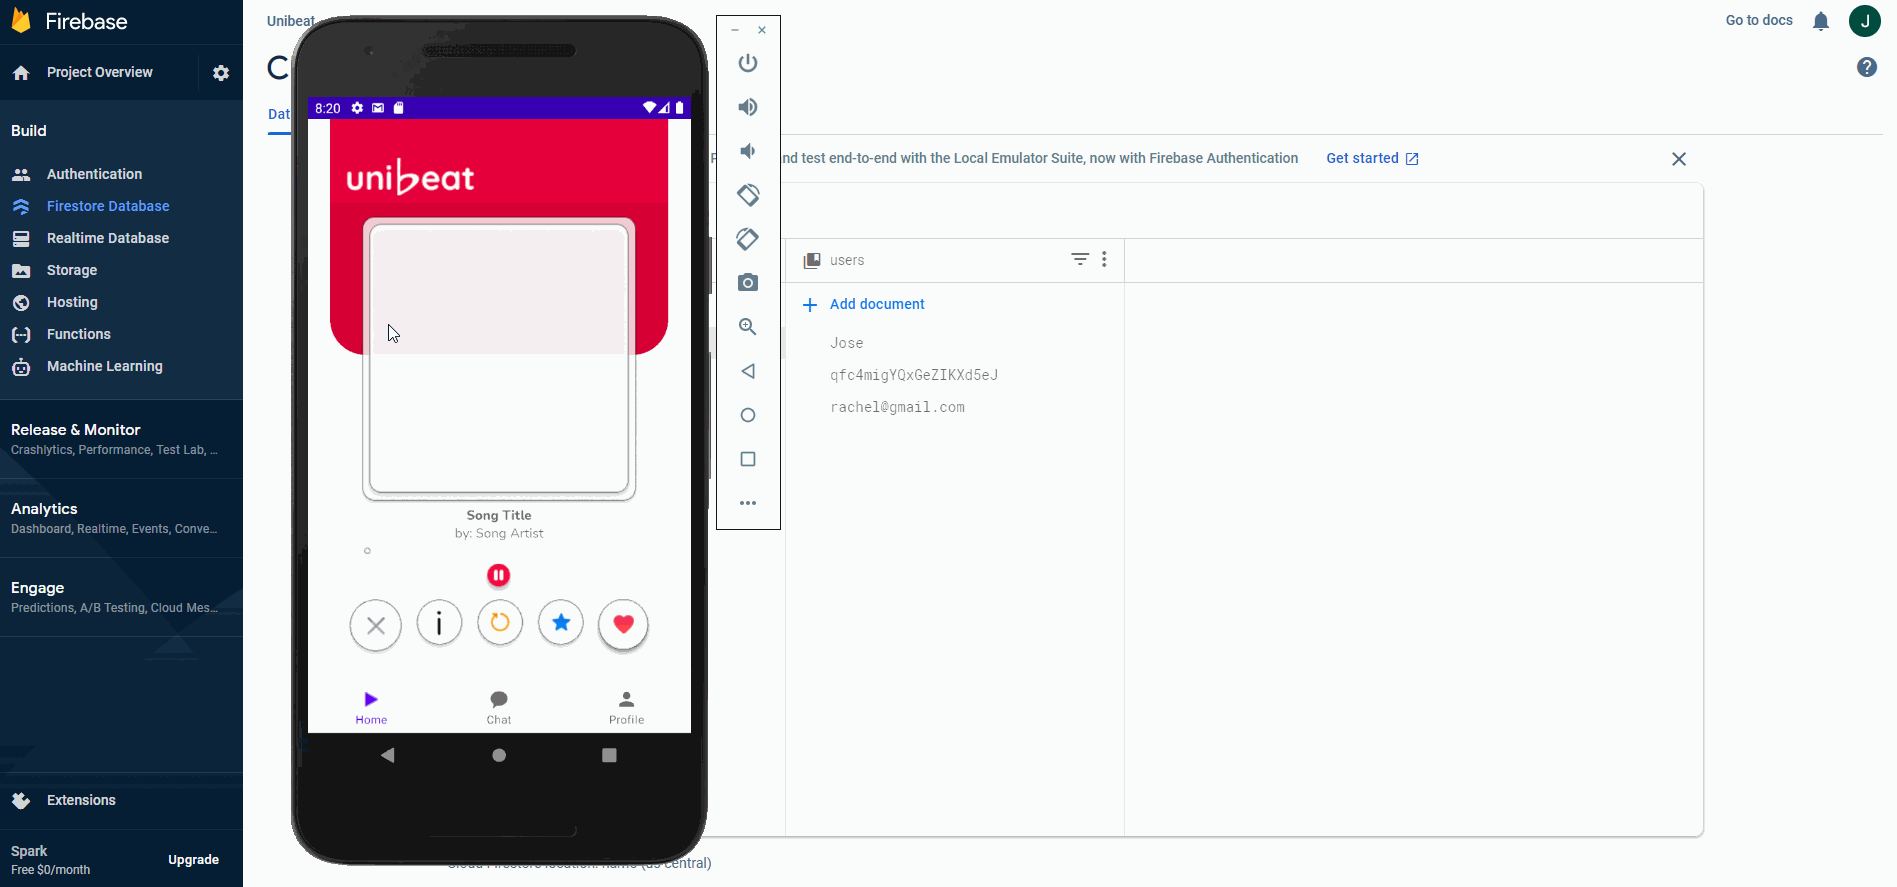 Firebase
Project Overview
Build
Authentication
Firestore Database
Realtime Database
Storage
Hosting
Functions
Machine Learning
Release & Monitor
Crashlytics, Performance, Test Lab, ...
Analytics
Dashboard, Realtime, Events, Conve...
Engage
Predictions, A/B Testing, Cloud Mes...
Extensions
Spark
Free $0/month
Upgrade
Unibeat
Go to docs
J
C
Dat
8:20
unibeat
Song Title
by: Song Artist
Home
Chat
Profile
nd test end-to-end with the Local Emulator Suite, now with Firebase Authentication
Get started
users
Add document
Jose
qfc4migYQxGeZIKXd5eJ
rachel@gmail.com
central)